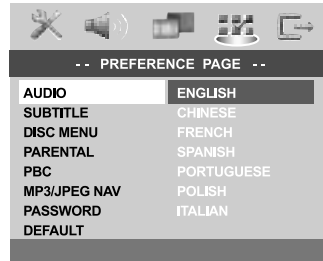 -- PREFERENCE PAGE --
AUDIO ENGLISH
SUBTITLE CHINESE
DISC MENU FRENCH
PARENTAL SPANISH
PBC PORTUGUESE
MP3/JPEG NAV POLISH
PASSWORD ITALIAN
DEFAULT